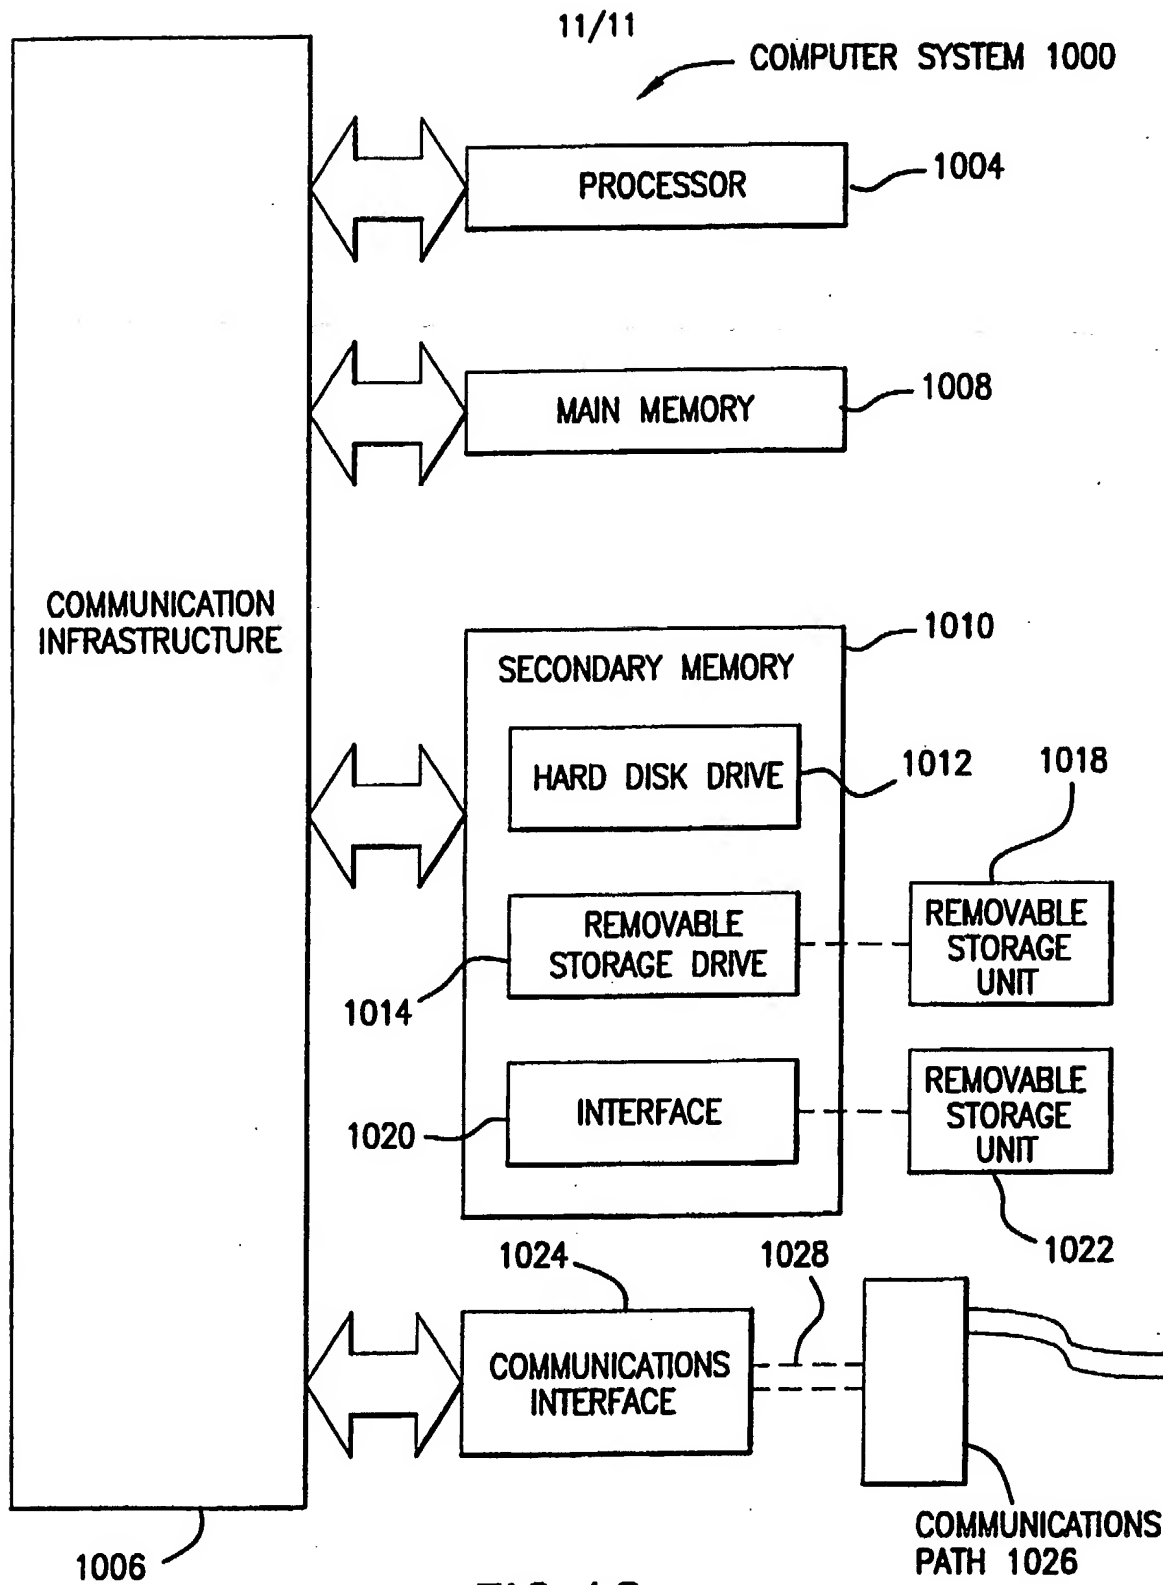 11/11
COMPUTER SYSTEM 1000
PROCESSOR
1004
MAIN MEMORY
1008
COMMUNICATION
INFRASTRUCTURE
1010
SECONDARY MEMORY
HARD DISK DRIVE
1012
1018
REMOVABLE
STORAGE DRIVE
1014
REMOVABLE
STORAGE
UNIT
INTERFACE
1020
REMOVABLE
STORAGE
UNIT
1022
1024
1028
COMMUNICATIONS
INTERFACE
COMMUNICATIONS
PATH 1026
1006